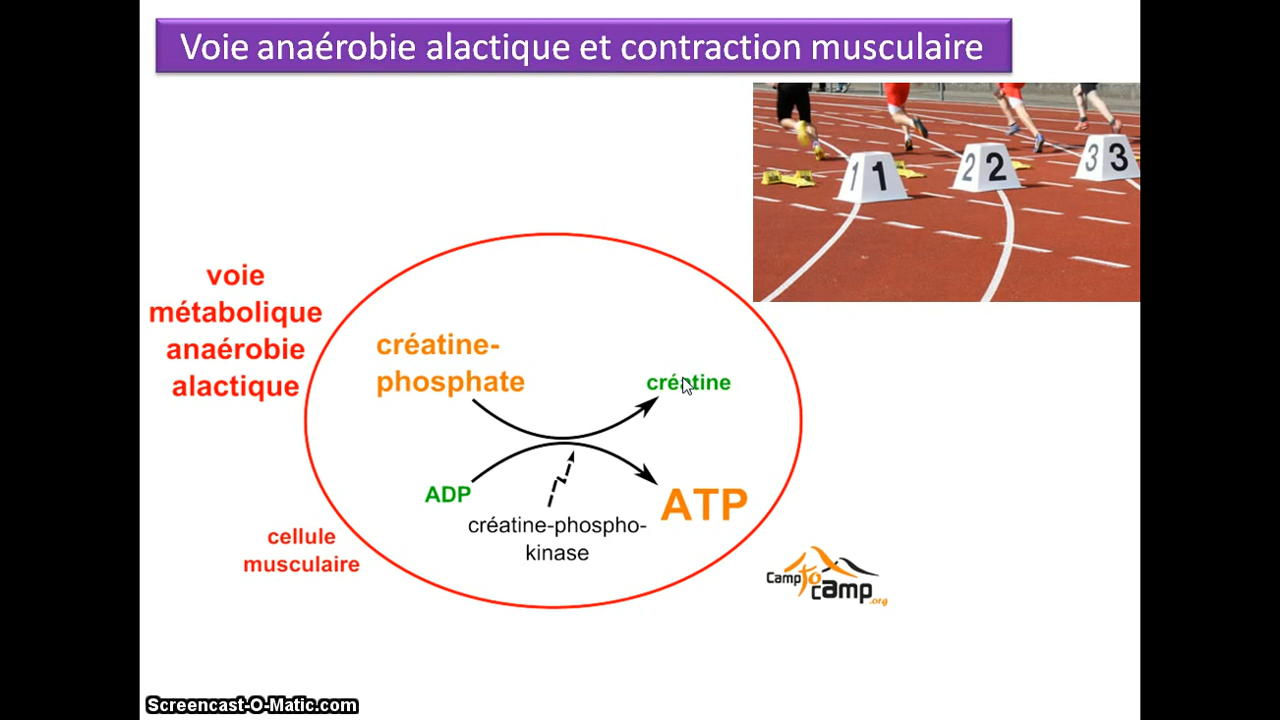 Voie anaérobie alactique et contraction musculaire
1 1
2 2
3 3
voie
métabolique
anaérobie
alactique
créatine-
phosphate
créatine
ADP
ATP
créatine-phospho-
kinase
cellule
musculaire
Camp to camp .org
Screencast-O-Matic.com